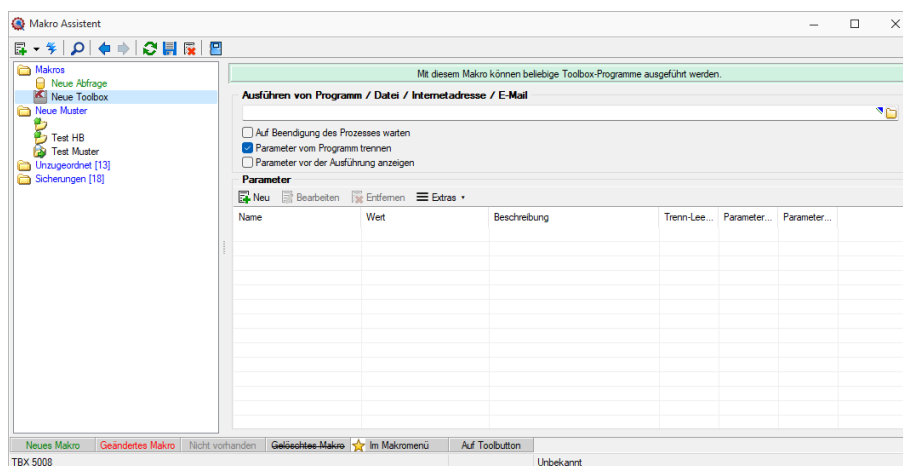 Makro Assistent
Makros
Neue Abfrage
Neue Toolbox
Neue Muster
Test HB
Test Muster
Unzugeordnet [13]
Sicherungen [18]
Mit diesem Makro können beliebige Toolbox-Programme ausgeführt werden.
Ausführen von Programm / Datei / Internetadresse / E-Mail
Auf Beendigung des Prozesses warten
Parameter vom Programm trennen
Parameter vor der Ausführung anzeigen
Parameter
Neu Bearbeiten Entfernen Extras
Name Wert Beschreibung Trenn-Lee... Parameter... Parameter...
Neues Makro Geändertes Makro Nicht vorhanden Gelöschtes Makro Im Makromenü Auf Toolbutton
TBX 5008 Unbekannt